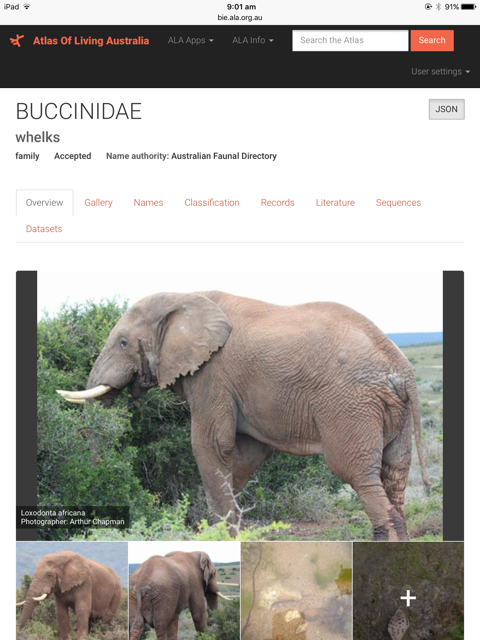 iPad 9:01 am 91%
bie.ala.org.au
Atlas Of Living Australia ALA Apps ALA Info Search the Atlas Search
User settings
BUCCINIDAE JSON
whelks
family Accepted Name authority: Australian Faunal Directory
Overview Gallery Names Classification Records Literature Sequences
Datasets
Loxodonta africana
Photographer: Arthur Chapman